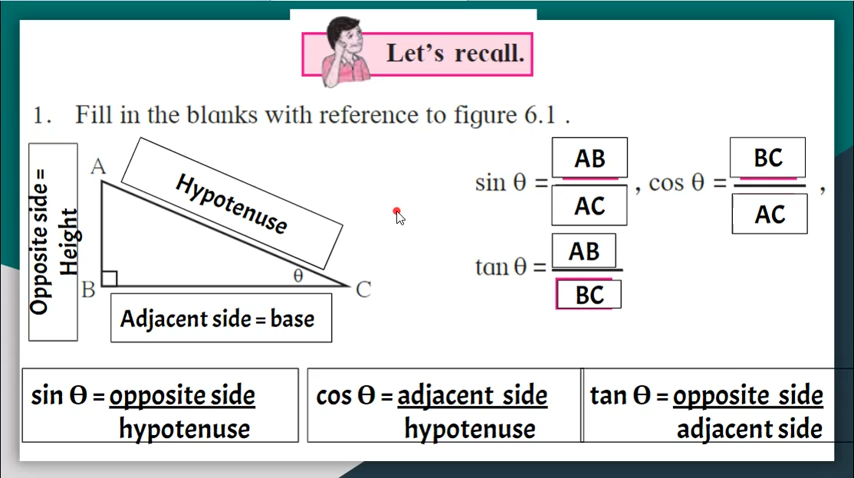 Let's recall.
1. Fill in the blanks with reference to figure 6.1 .
Opposite side =
Height
A
Hypotenuse
θ
B
C
Adjacent side = base
sin θ = AB
AC
, cos θ = BC
AC
,
tan θ = AB
BC
sin Θ = opposite side
hypotenuse
cos Θ = adjacent side
hypotenuse
tan Θ = opposite side
adjacent side